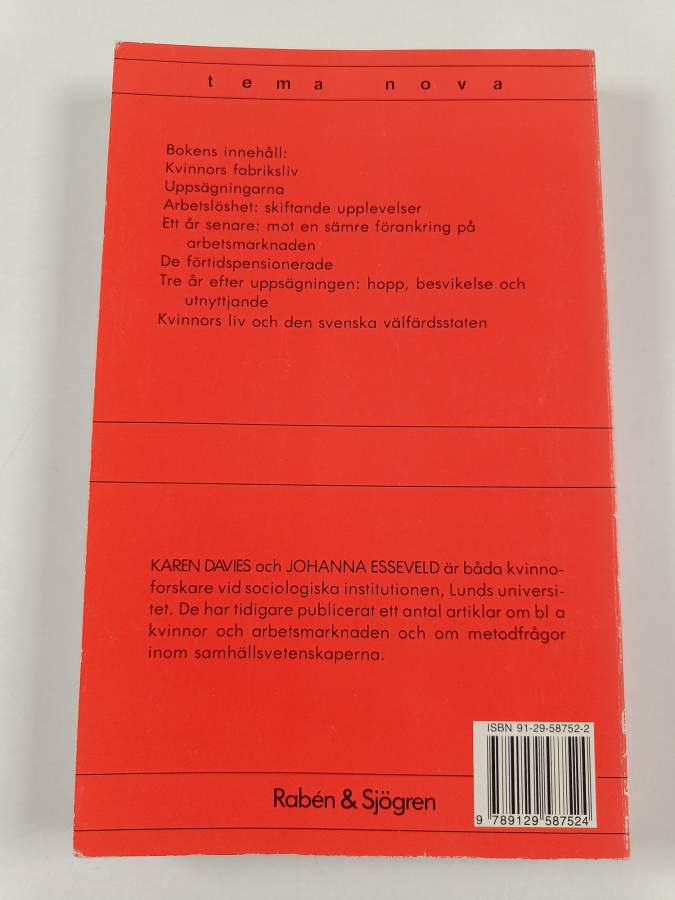 tema nova
Bokens innehåll:
Kvinnors fabriksliv
Uppsägningarna
Arbetslöshet: skiftande upplevelser
Ett år senare: mot en sämre förankring på
arbetsmarknaden
De förtidspensionerade
Tre år efter uppsägningen: hopp, besvikelse och
utnyttjande
Kvinnors liv och den svenska välfärdsstaten
KAREN DAVIES och JOHANNA ESSEVELD är båda kvinno-
forskare vid sociologiska institutionen, Lunds universi-
tet. De har tidigare publicerat ett antal artiklar om bl a
kvinnor och arbetsmarknaden och om metodfrågor
inom samhällsvetenskaperna.
ISBN 91-29-58752-2
9 789129 587524
Rabén & Sjögren